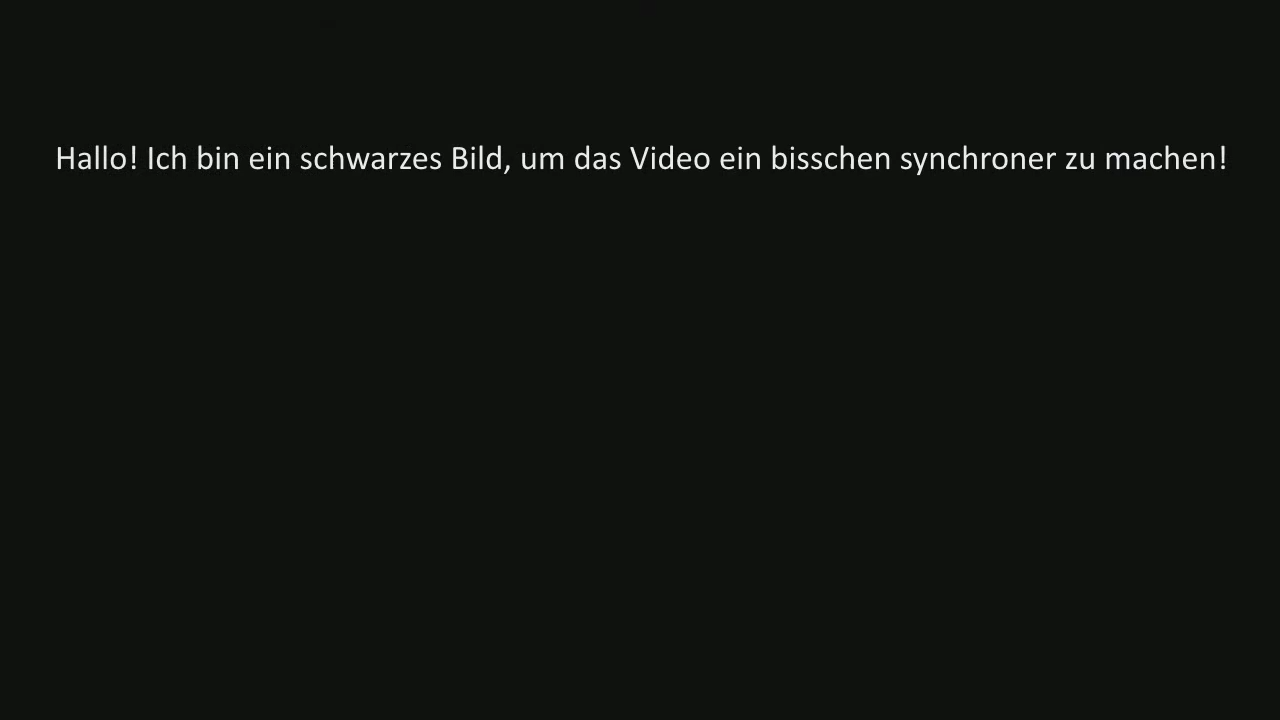 Hallo! Ich bin ein schwarzes Bild, um das Video ein bisschen synchroner zu machen!